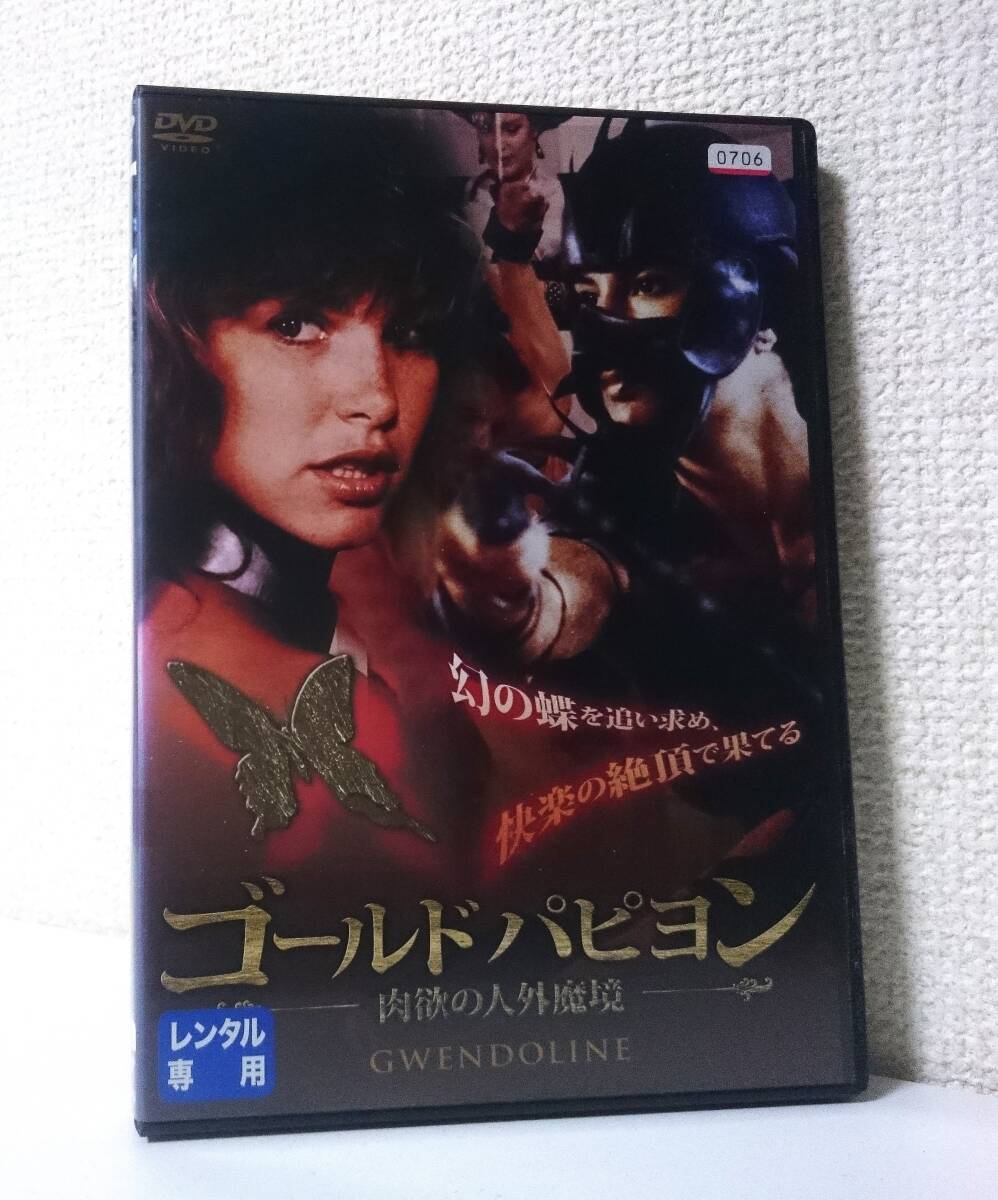 DVD
VIDEO
0706
幻の蝶を追い求め、
快楽の絶頂で果てる
ゴールド パピヨン
肉欲の人外魔境
GWENDOLINE
レンタル
専用